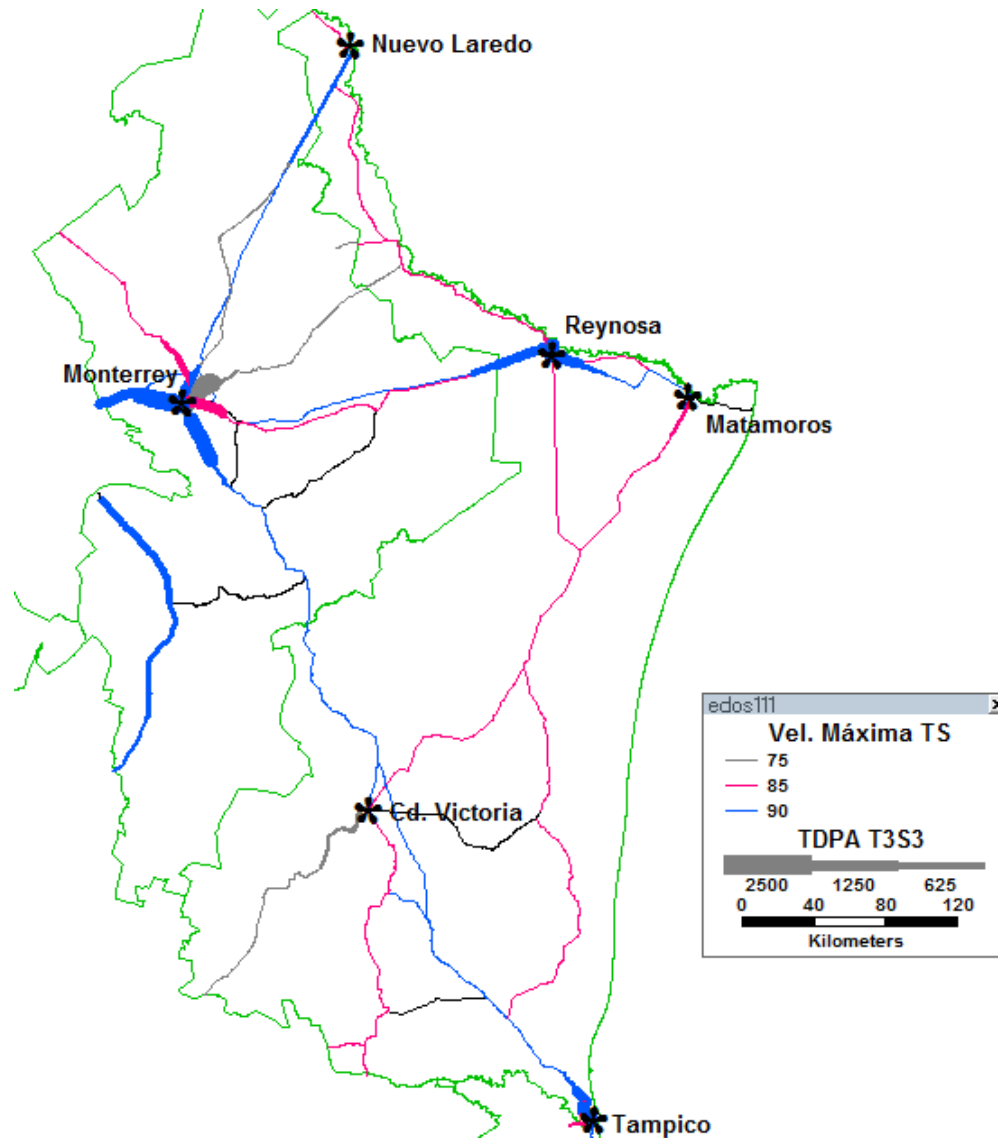 Nuevo Laredo
Reynosa
Monterrey
Matamoros
edos111 x
Vel. Máxima TS
75
85
90
Cd. Victoria
TDPA T3S3
2500 1250 625
0 40 80 120
Kilometers
Tampico